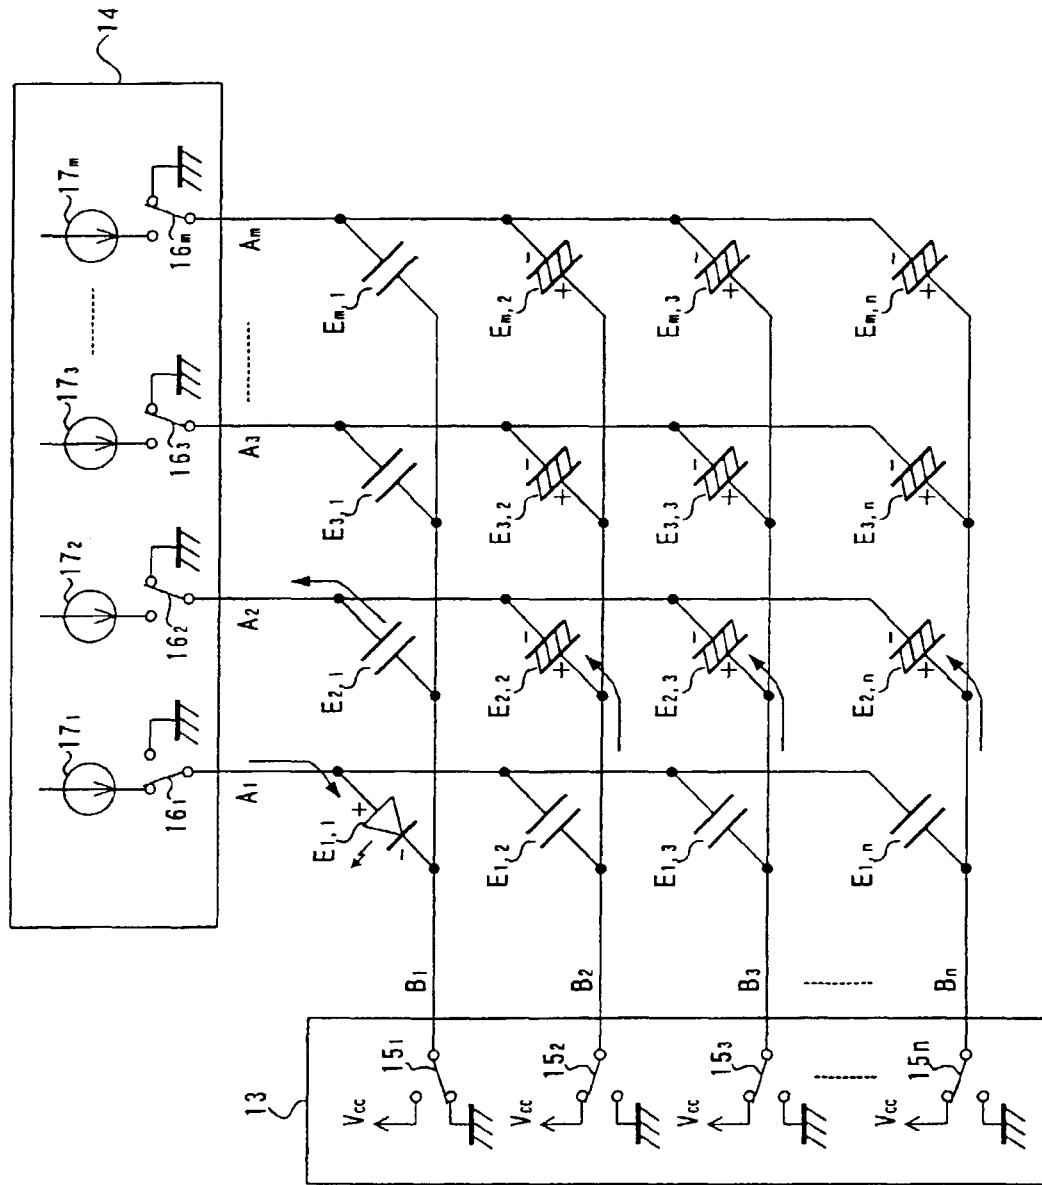 14
17₁ 17₂ 17₃ 17ₘ
16₁ 16₂ 16₃ 16ₘ
A₁ A₂ A₃ Aₘ
+ -
E₁,₁ E₂,₁ E₃,₁ Eₘ,₁
B₁
- + - + - +
E₁,₂ E₂,₂ E₃,₂ Eₘ,₂
B₂
- + - + - +
E₁,₃ E₂,₃ E₃,₃ Eₘ,₃
B₃
- + - + - +
E₁,ₙ E₂,ₙ E₃,ₙ Eₘ,ₙ
Bₙ
13
15₁ 15₂ 15₃ 15ₙ
Vcc Vcc Vcc Vcc